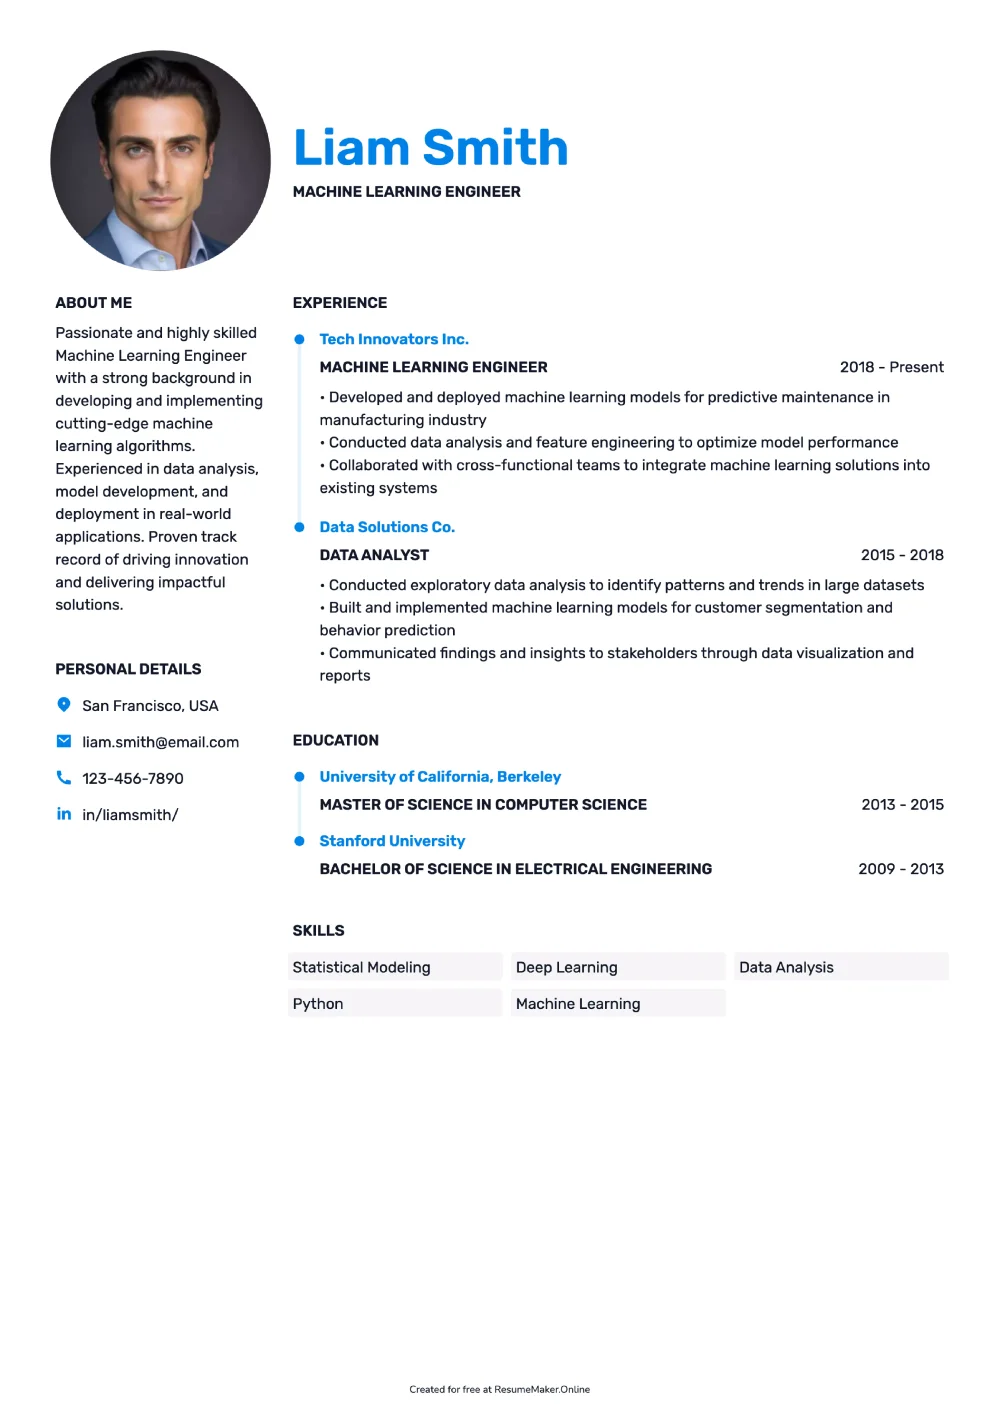 Liam Smith
MACHINE LEARNING ENGINEER
ABOUT ME
Passionate and highly skilled
Machine Learning Engineer
with a strong background in
developing and implementing
cutting-edge machine
learning algorithms.
Experienced in data analysis,
model development, and
deployment in real-world
applications. Proven track
record of driving innovation
and delivering impactful
solutions.
PERSONAL DETAILS
San Francisco, USA
liam.smith@email.com
123-456-7890
in/liamsmith/
EXPERIENCE
Tech Innovators Inc.
MACHINE LEARNING ENGINEER 2018 - Present
• Developed and deployed machine learning models for predictive maintenance in
manufacturing industry
• Conducted data analysis and feature engineering to optimize model performance
• Collaborated with cross-functional teams to integrate machine learning solutions into
existing systems
Data Solutions Co.
DATA ANALYST 2015 - 2018
• Conducted exploratory data analysis to identify patterns and trends in large datasets
• Built and implemented machine learning models for customer segmentation and
behavior prediction
• Communicated findings and insights to stakeholders through data visualization and
reports
EDUCATION
University of California, Berkeley
MASTER OF SCIENCE IN COMPUTER SCIENCE 2013 - 2015
Stanford University
BACHELOR OF SCIENCE IN ELECTRICAL ENGINEERING 2009 - 2013
SKILLS
Statistical Modeling Deep Learning Data Analysis
Python Machine Learning
Created for free at ResumeMaker.Online